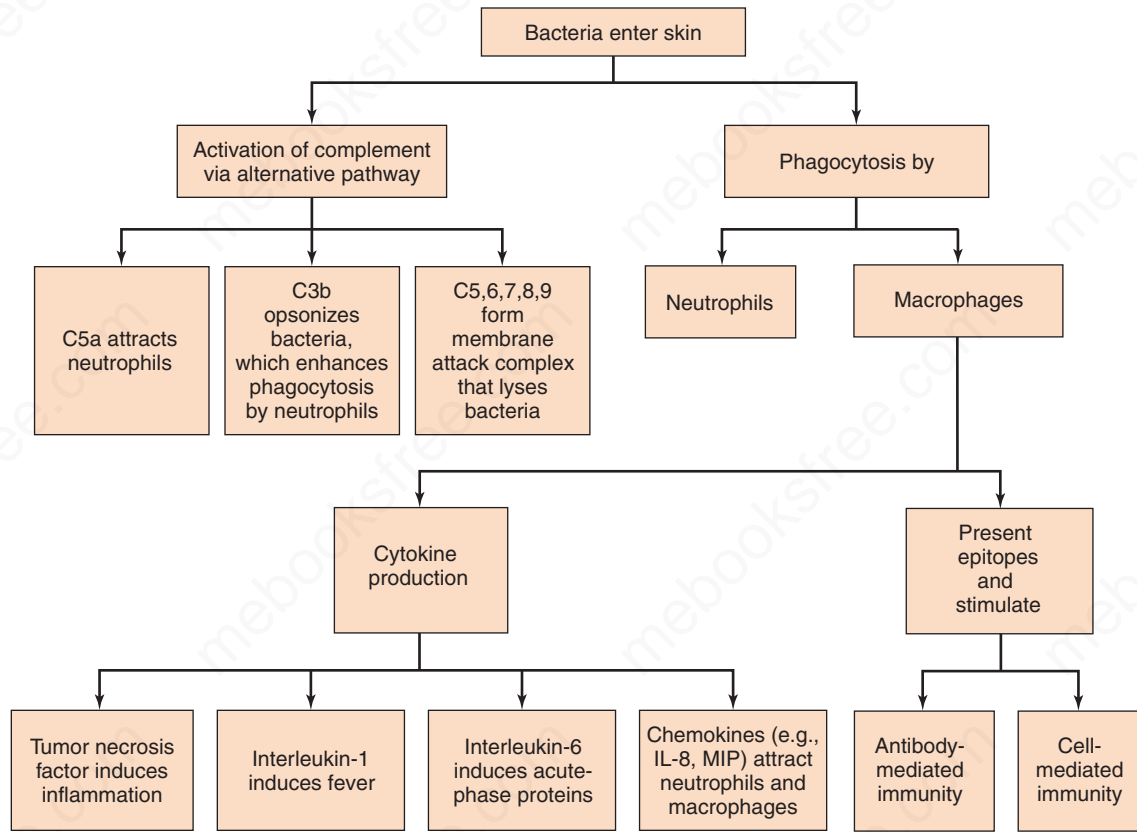 Bacteria enter skin
Activation of complement
via alternative pathway
Phagocytosis by
C5a attracts
neutrophils
C3b
opsonizes
bacteria,
which enhances
phagocytosis
by neutrophils
C5,6,7,8,9
form
membrane
attack complex
that lyses
bacteria
Neutrophils
Macrophages
Cytokine
production
Present
epitopes
and
stimulate
Tumor necrosis
factor induces
inflammation
Interleukin-1
induces fever
Interleukin-6
induces acute-
phase proteins
Chemokines (e.g.,
IL-8, MIP) attract
neutrophils and
macrophages
Antibody-
mediated
immunity
Cell-
mediated
immunity
mebooksfree.com